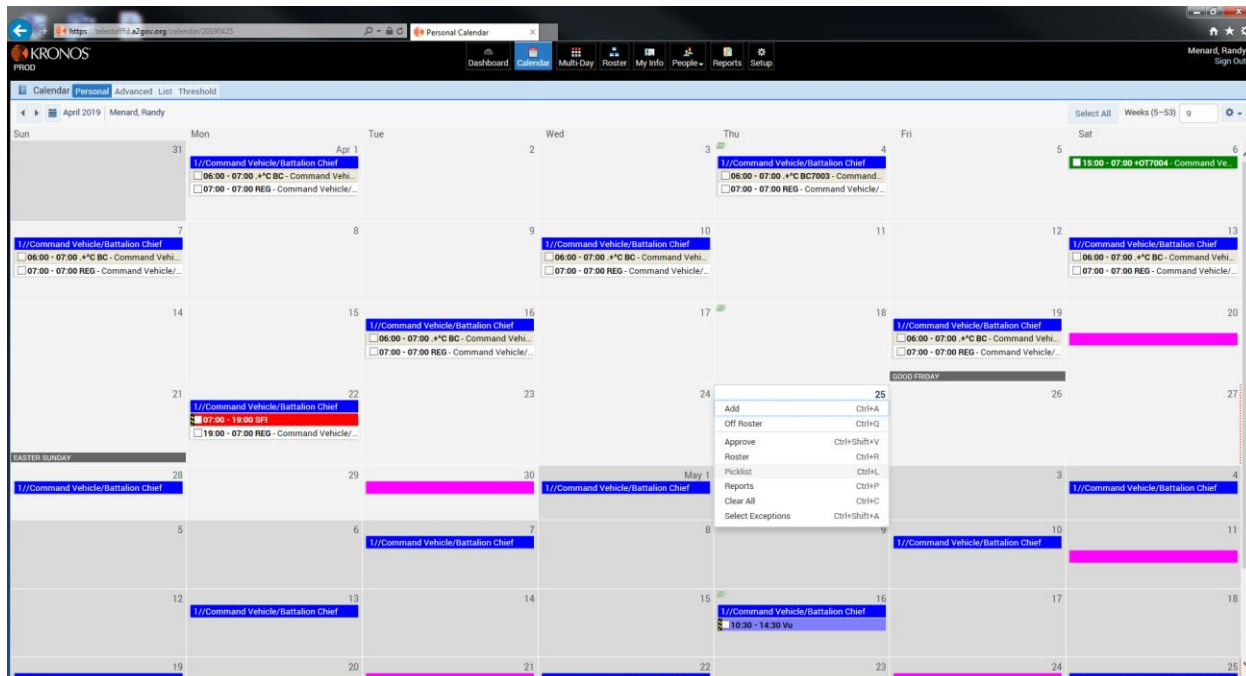 https://telestafffd.a2gov.org/calendar/20190425
Personal Calendar
KRONOS
PROD
Dashboard Calendar Multi-Day Roster My Info People Reports Setup
Menard, Randy
Sign Out
Calendar Personal Advanced List Threshold
April 2019 Menard, Randy
Select All Weeks (5–53) 9
Sun Mon Tue Wed Thu Fri Sat
31 Apr 1 2 3 4 5 6
1//Command Vehicle/Battalion Chief 1//Command Vehicle/Battalion Chief 15:00 - 07:00 +OT7004 - Command Ve...
06:00 - 07:00 .+^C BC - Command Vehi... 06:00 - 07:00 .+^C BC7003 - Command...
07:00 - 07:00 REG - Command Vehicle/... 07:00 - 07:00 REG - Command Vehicle/...
7 8 9 10 11 12 13
1//Command Vehicle/Battalion Chief 1//Command Vehicle/Battalion Chief 1//Command Vehicle/Battalion Chief
06:00 - 07:00 .+^C BC - Command Vehi... 06:00 - 07:00 .+^C BC - Command Vehi... 06:00 - 07:00 .+^C BC - Command Vehi...
07:00 - 07:00 REG - Command Vehicle/... 07:00 - 07:00 REG - Command Vehicle/... 07:00 - 07:00 REG - Command Vehicle/...
14 15 16 17 18 19 20
1//Command Vehicle/Battalion Chief 1//Command Vehicle/Battalion Chief
06:00 - 07:00 .+^C BC - Command Vehi... 06:00 - 07:00 .+^C BC - Command Vehi...
07:00 - 07:00 REG - Command Vehicle/... 07:00 - 07:00 REG - Command Vehicle/...
GOOD FRIDAY
21 22 23 24 25 26 27
1//Command Vehicle/Battalion Chief
07:00 - 19:00 SFI
19:00 - 07:00 REG - Command Vehicle/...
EASTER SUNDAY
Add Ctrl+A
Off Roster Ctrl+Q
Approve Ctrl+Shift+V
Roster Ctrl+R
Picklist Ctrl+L
Reports Ctrl+P
Clear All Ctrl+C
Select Exceptions Ctrl+Shift+A
28 29 30 May 1 3 4
1//Command Vehicle/Battalion Chief 1//Command Vehicle/Battalion Chief 1//Command Vehicle/Battalion Chief
5 6 7 8 9 10 11
1//Command Vehicle/Battalion Chief 1//Command Vehicle/Battalion Chief
12 13 14 15 16 17 18
1//Command Vehicle/Battalion Chief 1//Command Vehicle/Battalion Chief
10:30 - 14:30 Vu
19 20 21 22 23 24 25